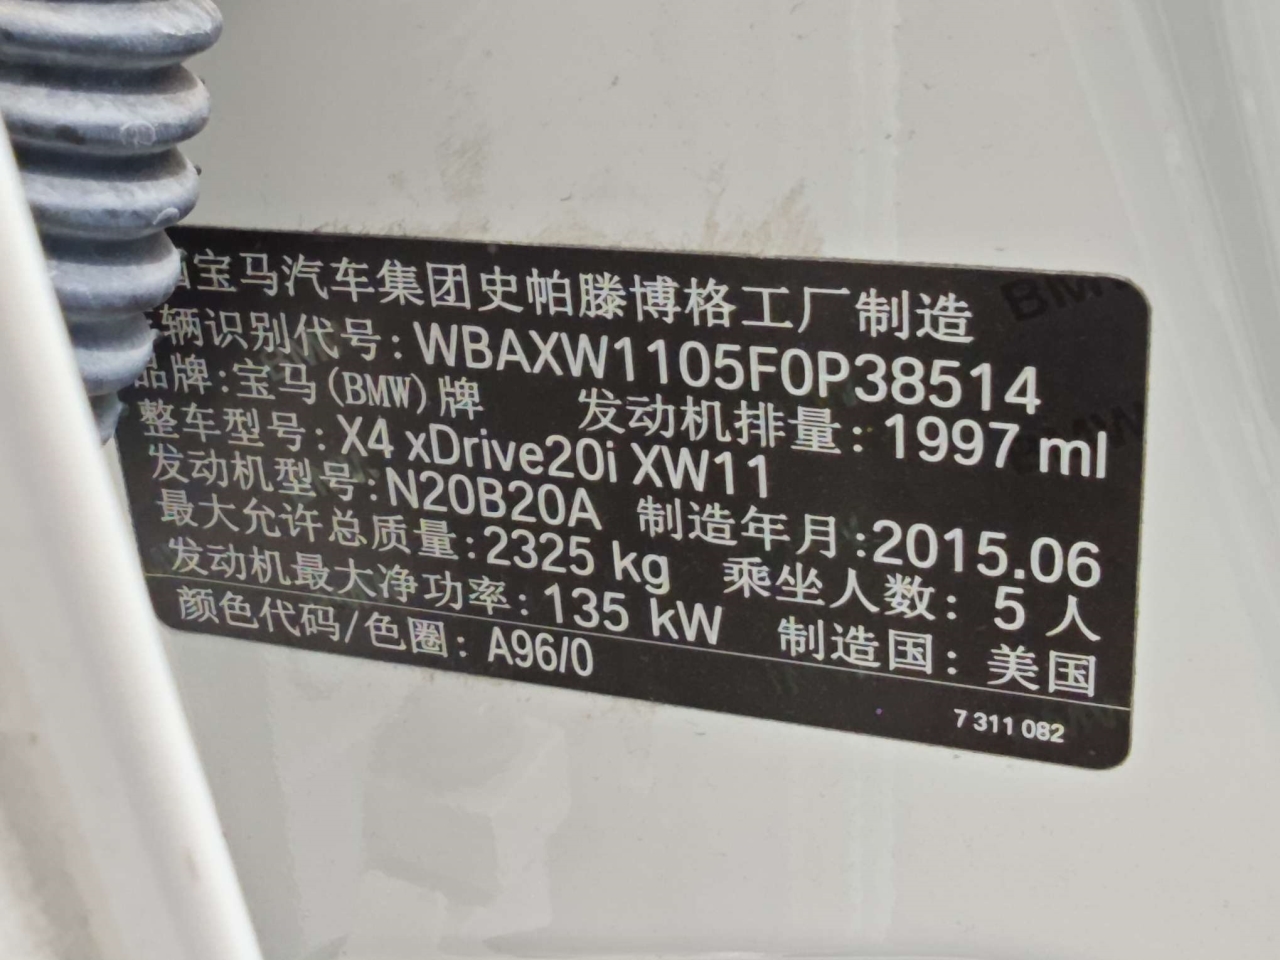 宝马汽车集团史帕滕博格工厂制造
车辆识别代号:WBAXW1105F0P38514
品牌:宝马(BMW)牌 发动机排量:1997 ml
整车型号:X4 xDrive20i XW11
发动机型号:N20B20A 制造年月:2015.06
最大允许总质量:2325 kg 乘坐人数:5人
发动机最大净功率:135 kW 制造国:美国
颜色代码/色圈:A96/0
7 311 082